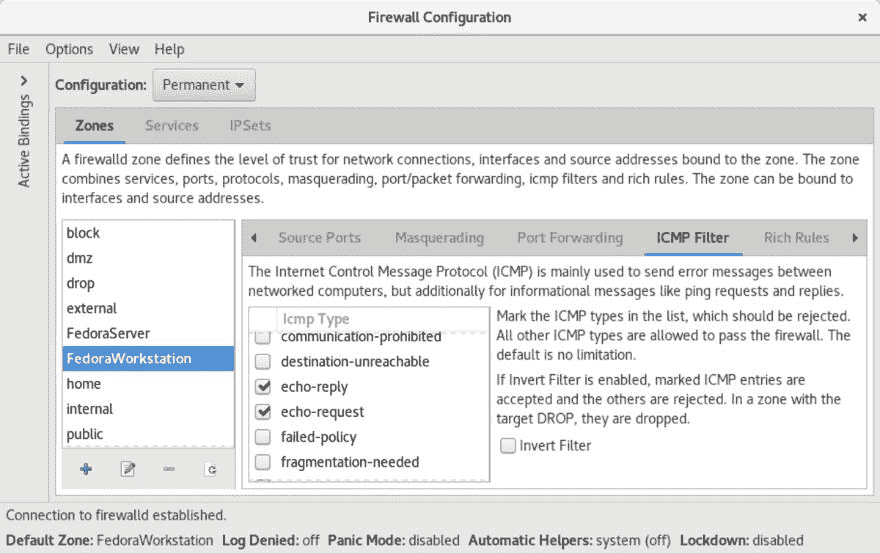 Firewall Configuration
File Options View Help
Active Bindings
Configuration: Permanent
Zones Services IPSets
A firewalld zone defines the level of trust for network connections, interfaces and source addresses bound to the zone. The zone
combines services, ports, protocols, masquerading, port/packet forwarding, icmp filters and rich rules. The zone can be bound to
interfaces and source addresses.
block
dmz
drop
external
FedoraServer
FedoraWorkstation
home
internal
public
Source Ports Masquerading Port Forwarding ICMP Filter Rich Rules
The Internet Control Message Protocol (ICMP) is mainly used to send error messages between
networked computers, but additionally for informational messages like ping requests and replies.
Icmp Type
communication-prohibited
destination-unreachable
echo-reply
echo-request
failed-policy
fragmentation-needed
Mark the ICMP types in the list, which should be rejected.
All other ICMP types are allowed to pass the firewall. The
default is no limitation.
If Invert Filter is enabled, marked ICMP entries are
accepted and the others are rejected. In a zone with the
target DROP, they are dropped.
Invert Filter
Connection to firewalld established.
Default Zone: FedoraWorkstation Log Denied: off Panic Mode: disabled Automatic Helpers: system (off) Lockdown: disabled